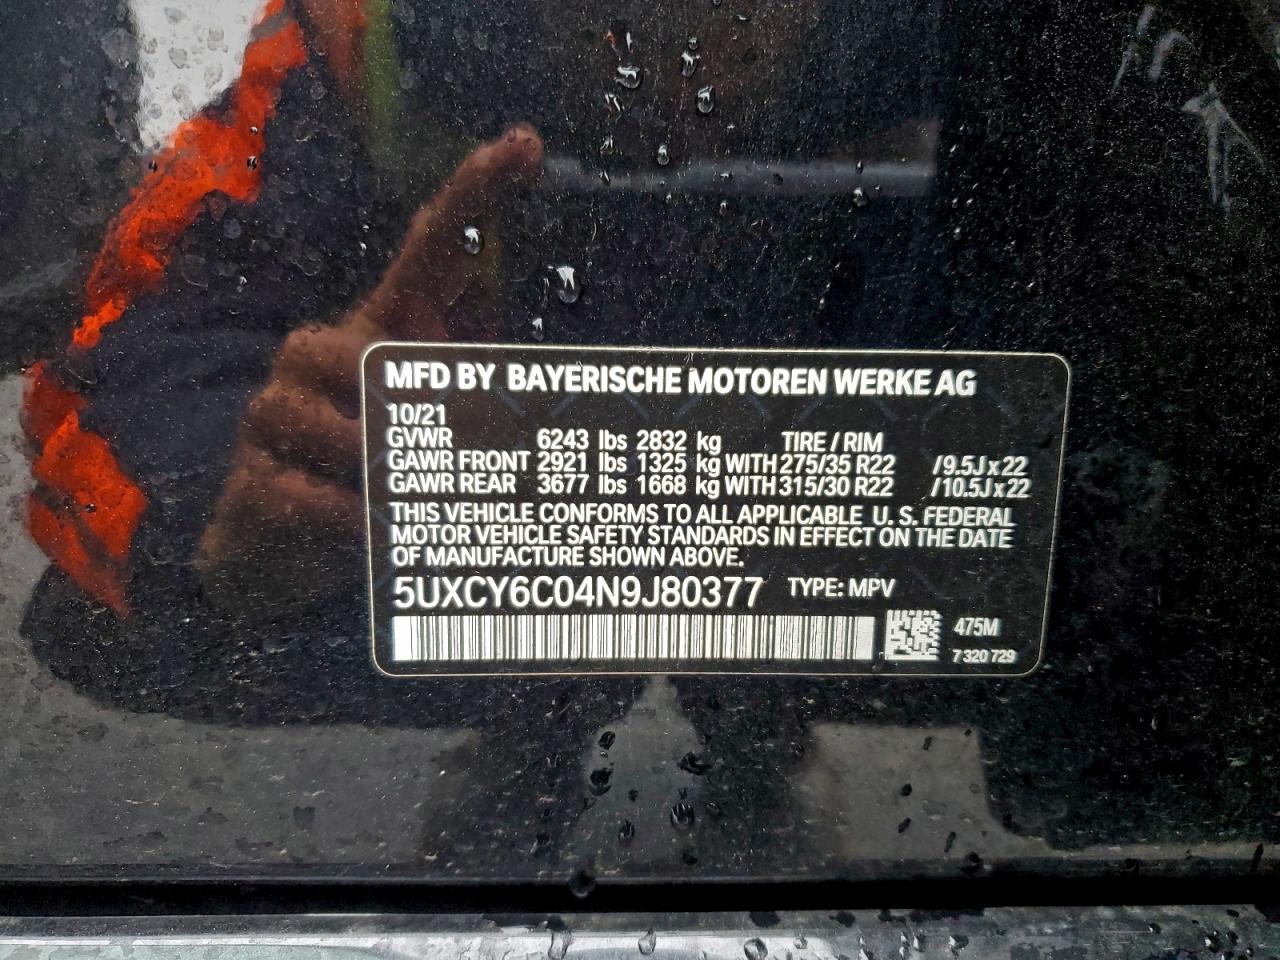 MFD BY BAYERISCHE MOTOREN WERKE AG
10/21
GVWR 6243 lbs 2832 kg TIRE / RIM
GAWR FRONT 2921 lbs 1325 kg WITH 275/35 R22 /9.5J x 22
GAWR REAR 3677 lbs 1668 kg WITH 315/30 R22 /10.5J x 22
THIS VEHICLE CONFORMS TO ALL APPLICABLE U. S. FEDERAL
MOTOR VEHICLE SAFETY STANDARDS IN EFFECT ON THE DATE
OF MANUFACTURE SHOWN ABOVE.
5UXCY6C04N9J80377 TYPE: MPV
475M
7 320 729